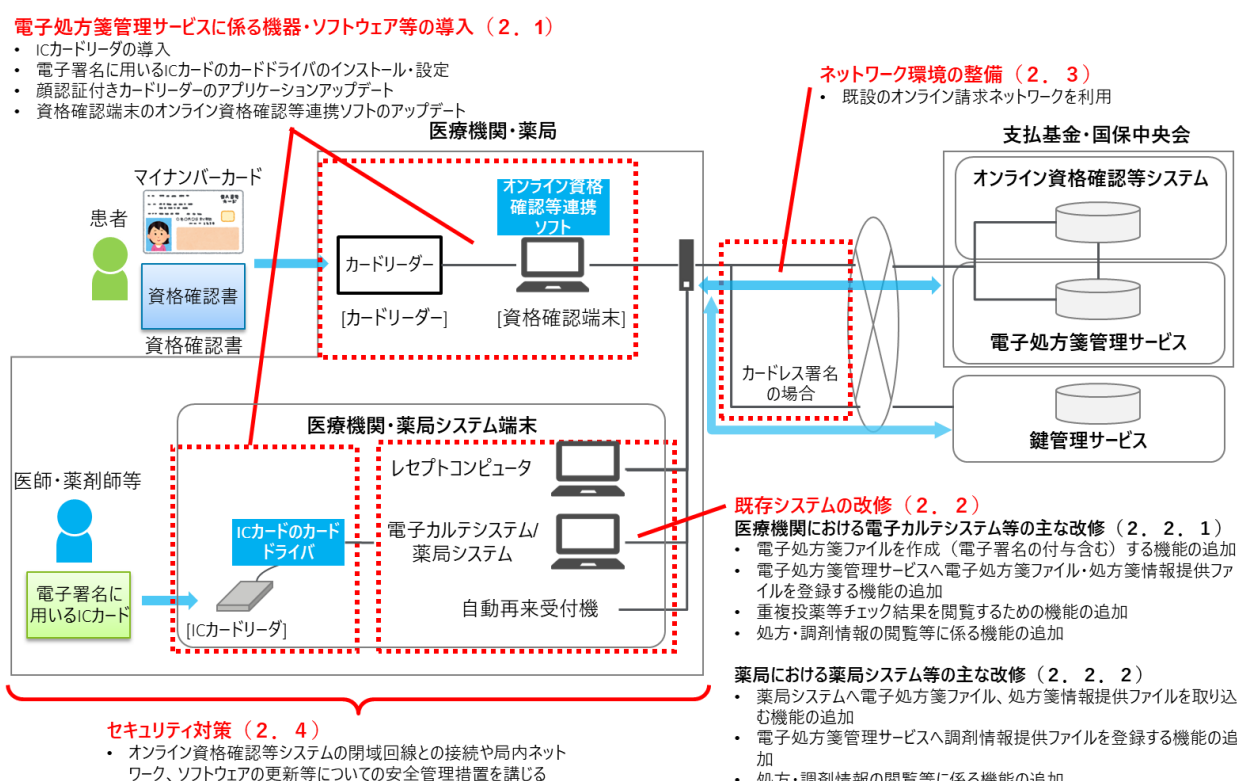 電子処方箋管理サービスに係る機器・ソフトウェア等の導入（２．１）
• ICカードリーダの導入
• 電子署名に用いるICカードのカードドライバのインストール・設定
• 顔認証付きカードリーダーのアプリケーションアップデート
• 資格確認端末のオンライン資格確認等連携ソフトのアップデート
ネットワーク環境の整備（２．３）
• 既設のオンライン請求ネットワークを利用
医療機関・薬局
支払基金・国保中央会
マイナンバーカード
患者
資格確認書
資格確認書
オンライン資格
確認等連携
ソフト
カードリーダー
[カードリーダー]
[資格確認端末]
オンライン資格確認等システム
電子処方箋管理サービス
カードレス署名
の場合
鍵管理サービス
医療機関・薬局システム端末
医師・薬剤師等
電子署名に
用いるICカード
ICカードのカード
ドライバ
[ICカードリーダ]
レセプトコンピュータ
電子カルテシステム/
薬局システム
自動再来受付機
既存システムの改修（２．２）
医療機関における電子カルテシステム等の主な改修（２．２．１）
• 電子処方箋ファイルを作成（電子署名の付与含む）する機能の追加
• 電子処方箋管理サービスへ電子処方箋ファイル・処方箋情報提供ファ
イルを登録する機能の追加
• 重複投薬等チェック結果を閲覧するための機能の追加
• 処方・調剤情報の閲覧等に係る機能の追加
薬局における薬局システム等の主な改修（２．２．２）
• 薬局システムへ電子処方箋ファイル、処方箋情報提供ファイルを取り込
む機能の追加
• 電子処方箋管理サービスへ調剤情報提供ファイルを登録する機能の追
加
• 処方・調剤情報の閲覧等に係る機能の追加
セキュリティ対策（２．４）
• オンライン資格確認等システムの閉域回線との接続や局内ネット
ワーク、ソフトウェアの更新等についての安全管理措置を講じる